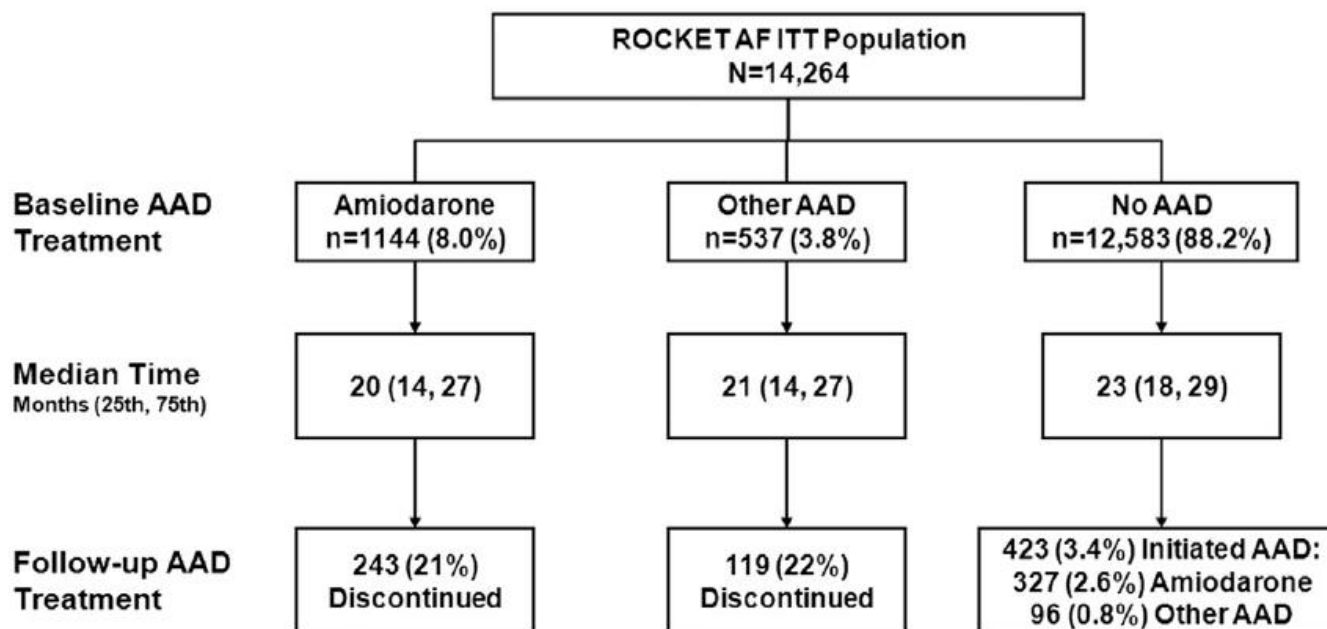 ROCKET AF ITT Population
N=14,264
Baseline AAD
Treatment
Amiodarone
n=1144 (8.0%)
Other AAD
n=537 (3.8%)
No AAD
n=12,583 (88.2%)
Median Time
Months (25th, 75th)
20 (14, 27)
21 (14, 27)
23 (18, 29)
Follow-up AAD
Treatment
243 (21%)
Discontinued
119 (22%)
Discontinued
423 (3.4%) Initiated AAD:
327 (2.6%) Amiodarone
96 (0.8%) Other AAD